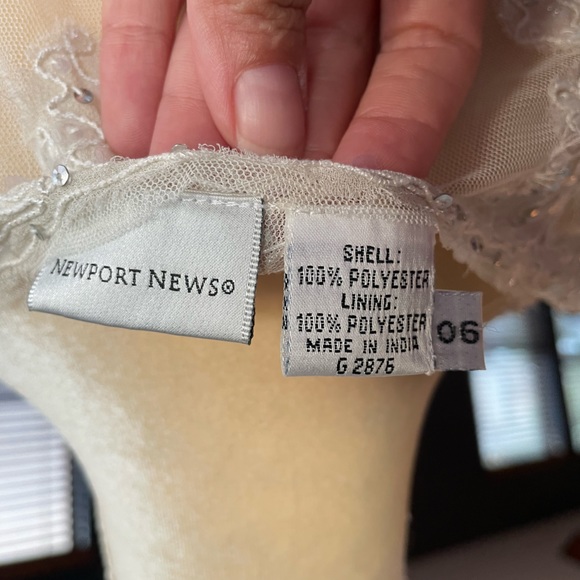 NEWPORT NEWS®
SHELL:
100% POLYESTER
LINING:
100% POLYESTER
MADE IN INDIA
G 2876
06